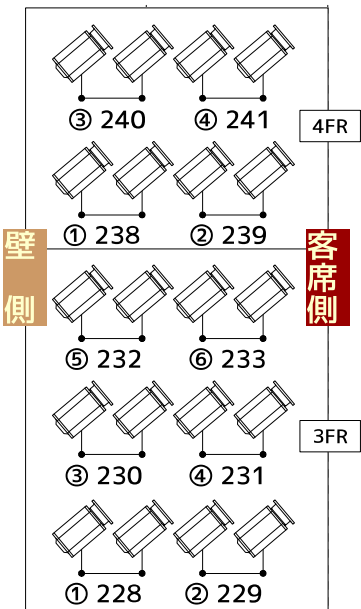 ③ 240 ④ 241
4FR
① 238 ② 239
壁側
客席側
⑤ 232 ⑥ 233
3FR
③ 230 ④ 231
① 228 ② 229